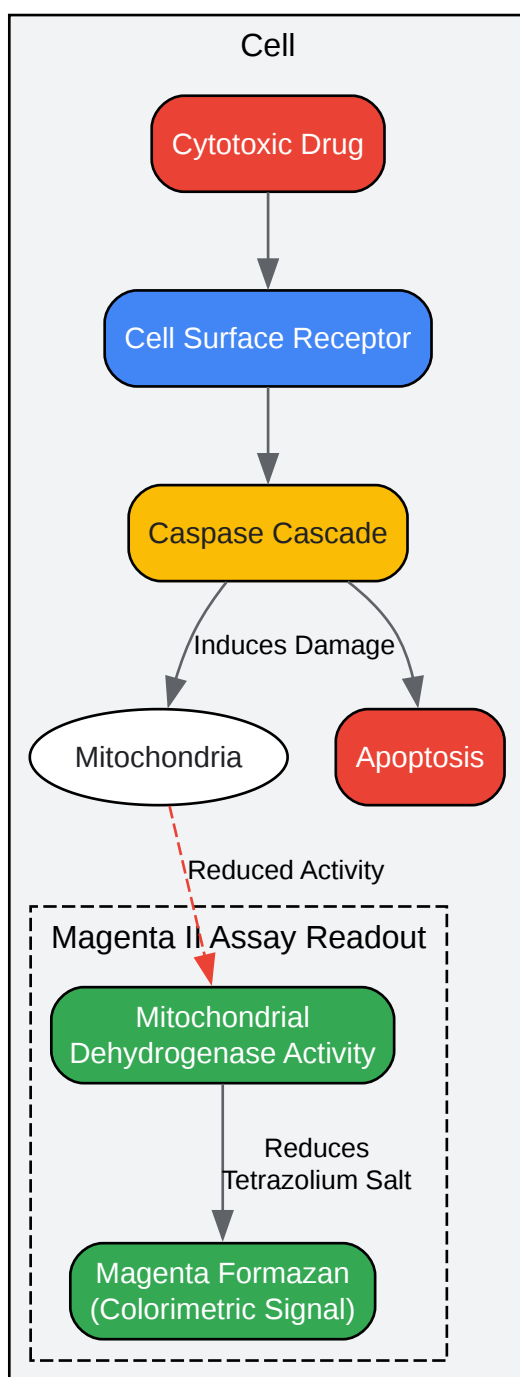 Cell
Cytotoxic Drug
Cell Surface Receptor
Caspase Cascade
Induces Damage
Mitochondria
Apoptosis
Reduced Activity
Magenta II Assay Readout
Mitochondrial
Dehydrogenase Activity
Reduces
Tetrazolium Salt
Magenta Formazan
(Colorimetric Signal)